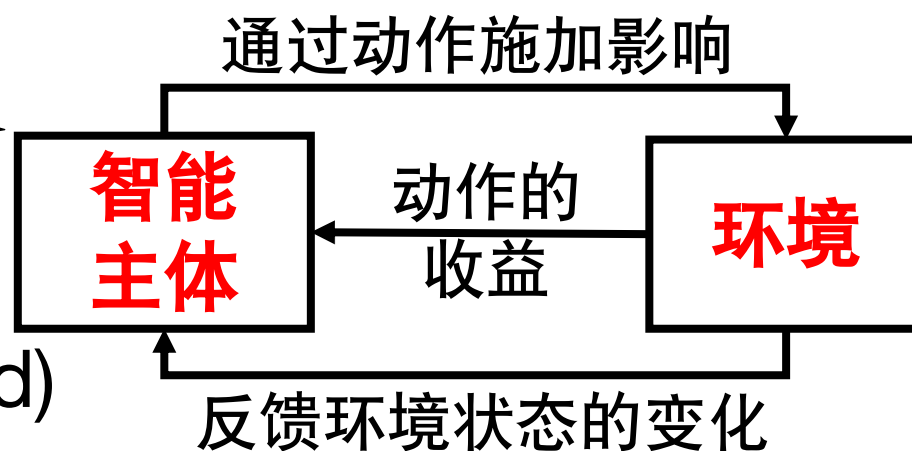 通过动作施加影响
智能
主体
动作的
收益
环境
d)
反馈环境状态的变化